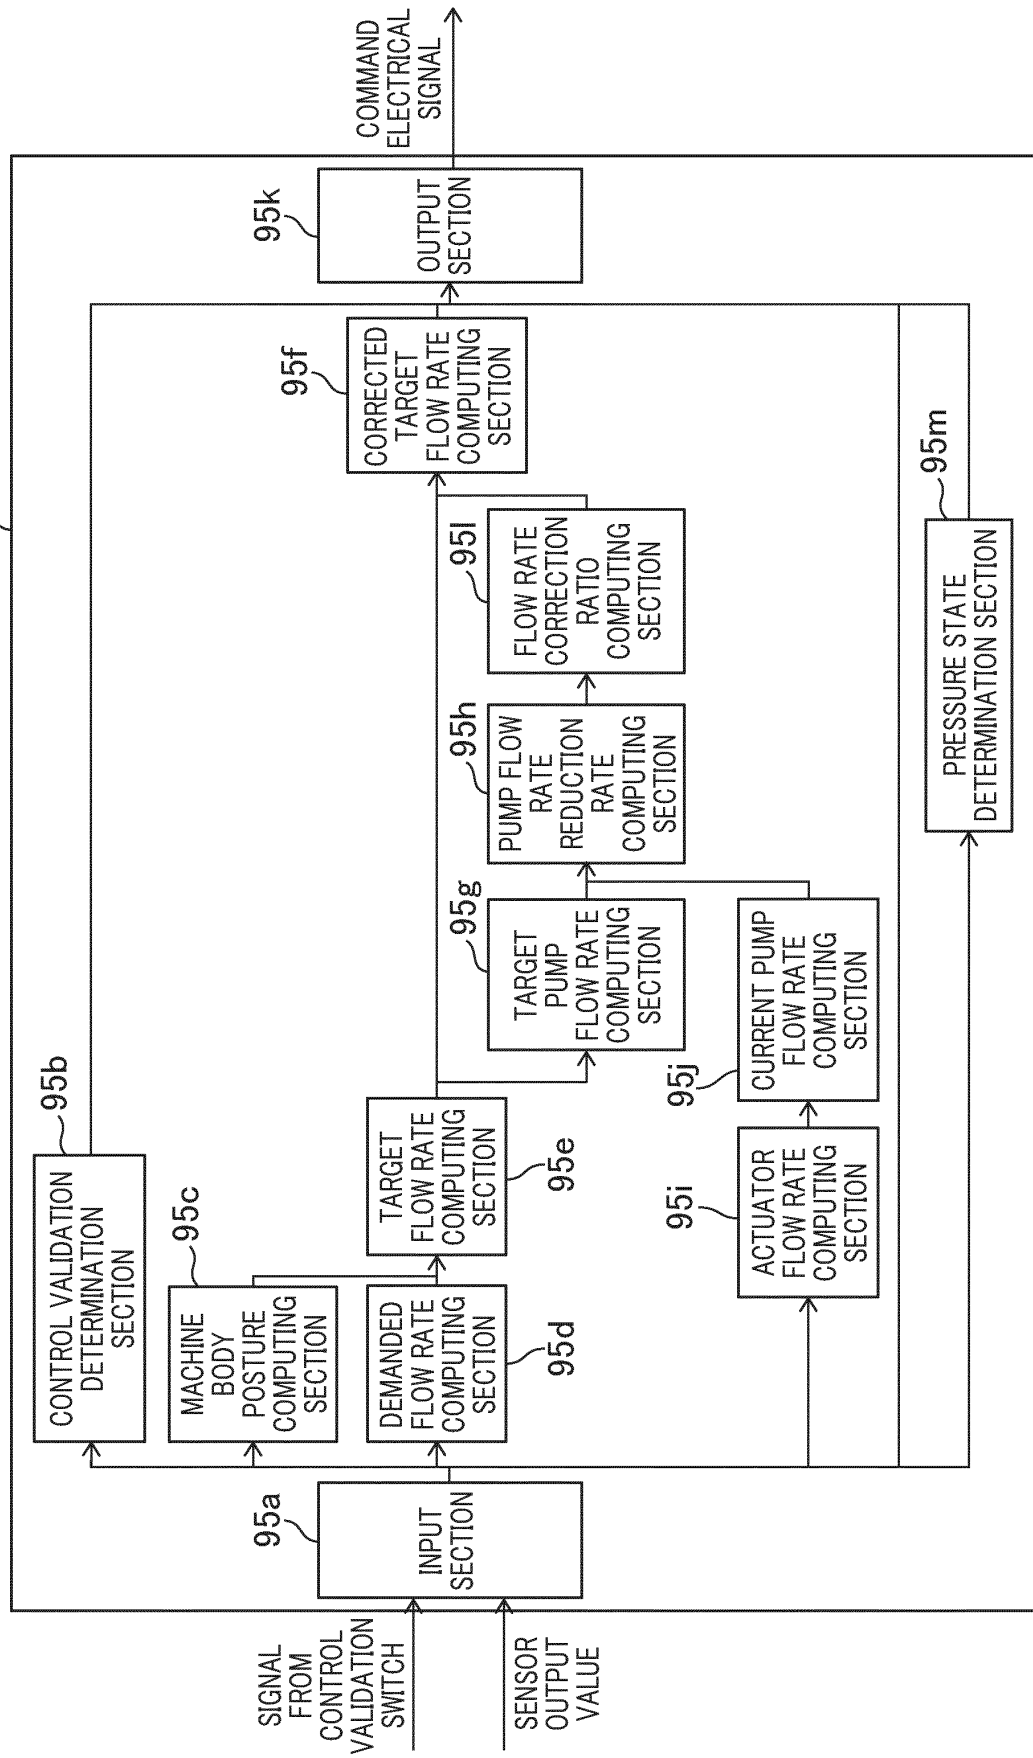 SIGNAL
FROM
CONTROL
VALIDATION
SWITCH
SENSOR
OUTPUT
VALUE
95a
INPUT
SECTION
95b
CONTROL VALIDATION
DETERMINATION
SECTION
95c
MACHINE
BODY
POSTURE
COMPUTING
SECTION
DEMANDED
FLOW RATE
COMPUTING
SECTION
95d
TARGET
FLOW RATE
COMPUTING
SECTION
95e
95g
TARGET
PUMP
FLOW RATE
COMPUTING
SECTION
95h
PUMP FLOW
RATE
REDUCTION
RATE
COMPUTING
SECTION
95l
FLOW RATE
CORRECTION
RATIO
COMPUTING
SECTION
95f
CORRECTED
TARGET
FLOW RATE
COMPUTING
SECTION
95i
ACTUATOR
FLOW RATE
COMPUTING
SECTION
95j
CURRENT PUMP
FLOW RATE
COMPUTING
SECTION
95m
PRESSURE STATE
DETERMINATION SECTION
95k
OUTPUT
SECTION
COMMAND
ELECTRICAL
SIGNAL